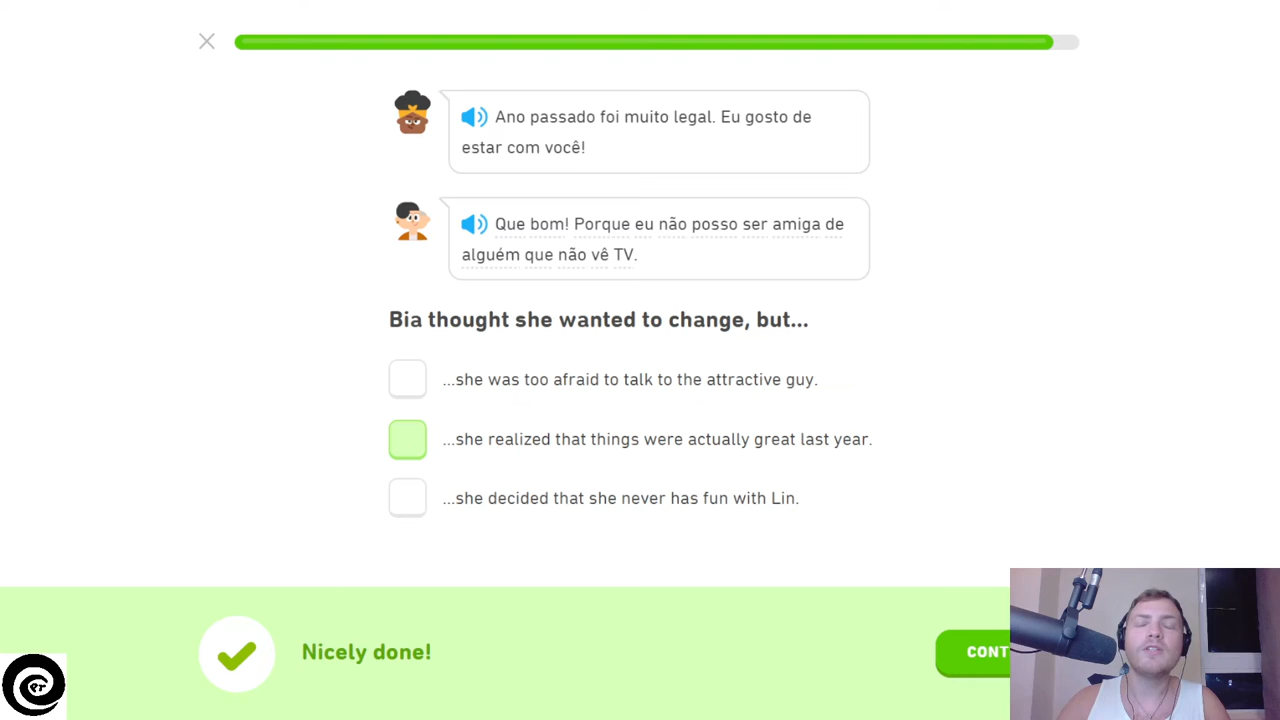 Ano passado foi muito legal. Eu gosto de
estar com você!
Que bom! Porque eu não posso ser amiga de
alguém que não vê TV.
Bia thought she wanted to change, but...
...she was too afraid to talk to the attractive guy.
...she realized that things were actually great last year.
...she decided that she never has fun with Lin.
Nicely done!
CONT